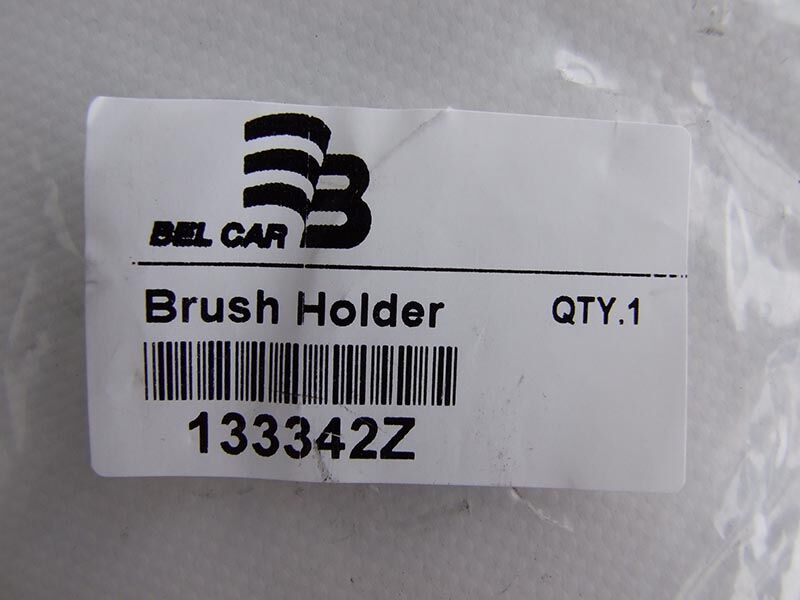 B
BEL CAR
Brush Holder QTY.1
133342Z